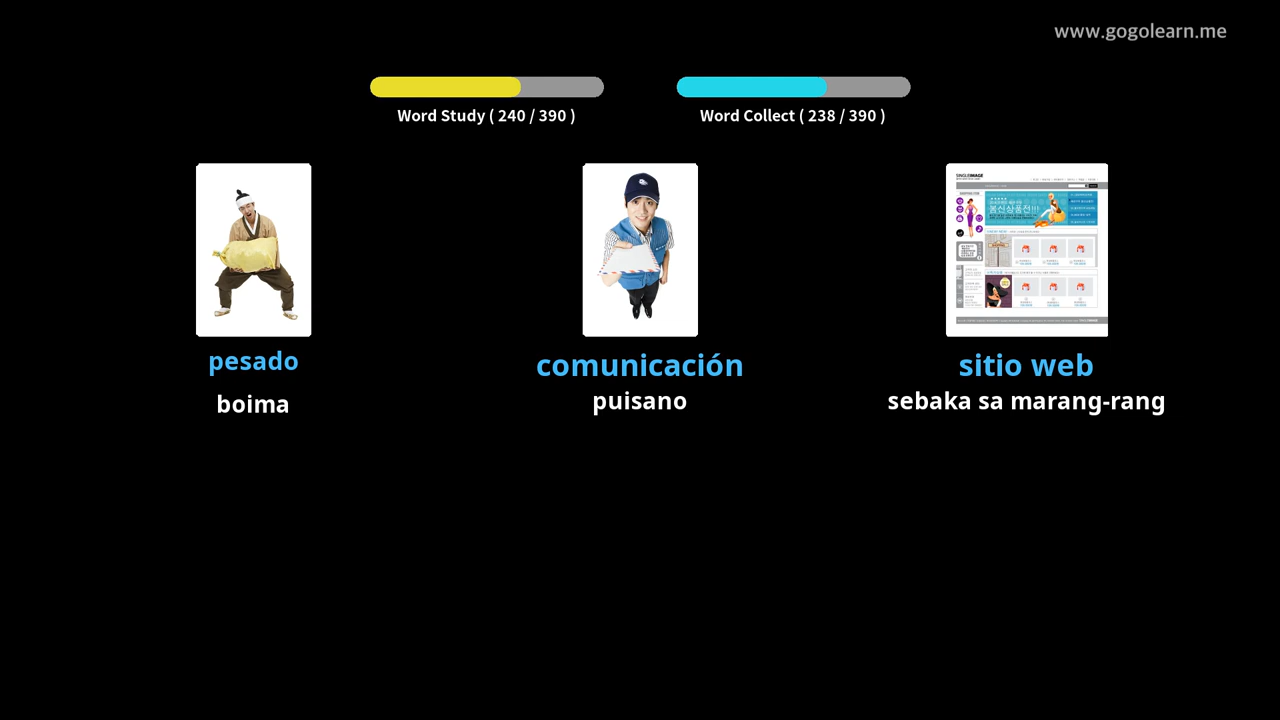 www.gogolearn.me
Word Study ( 240 / 390 )
Word Collect ( 238 / 390 )
pesado
comunicación
sitio web
boima
puisano
sebaka sa marang-rang